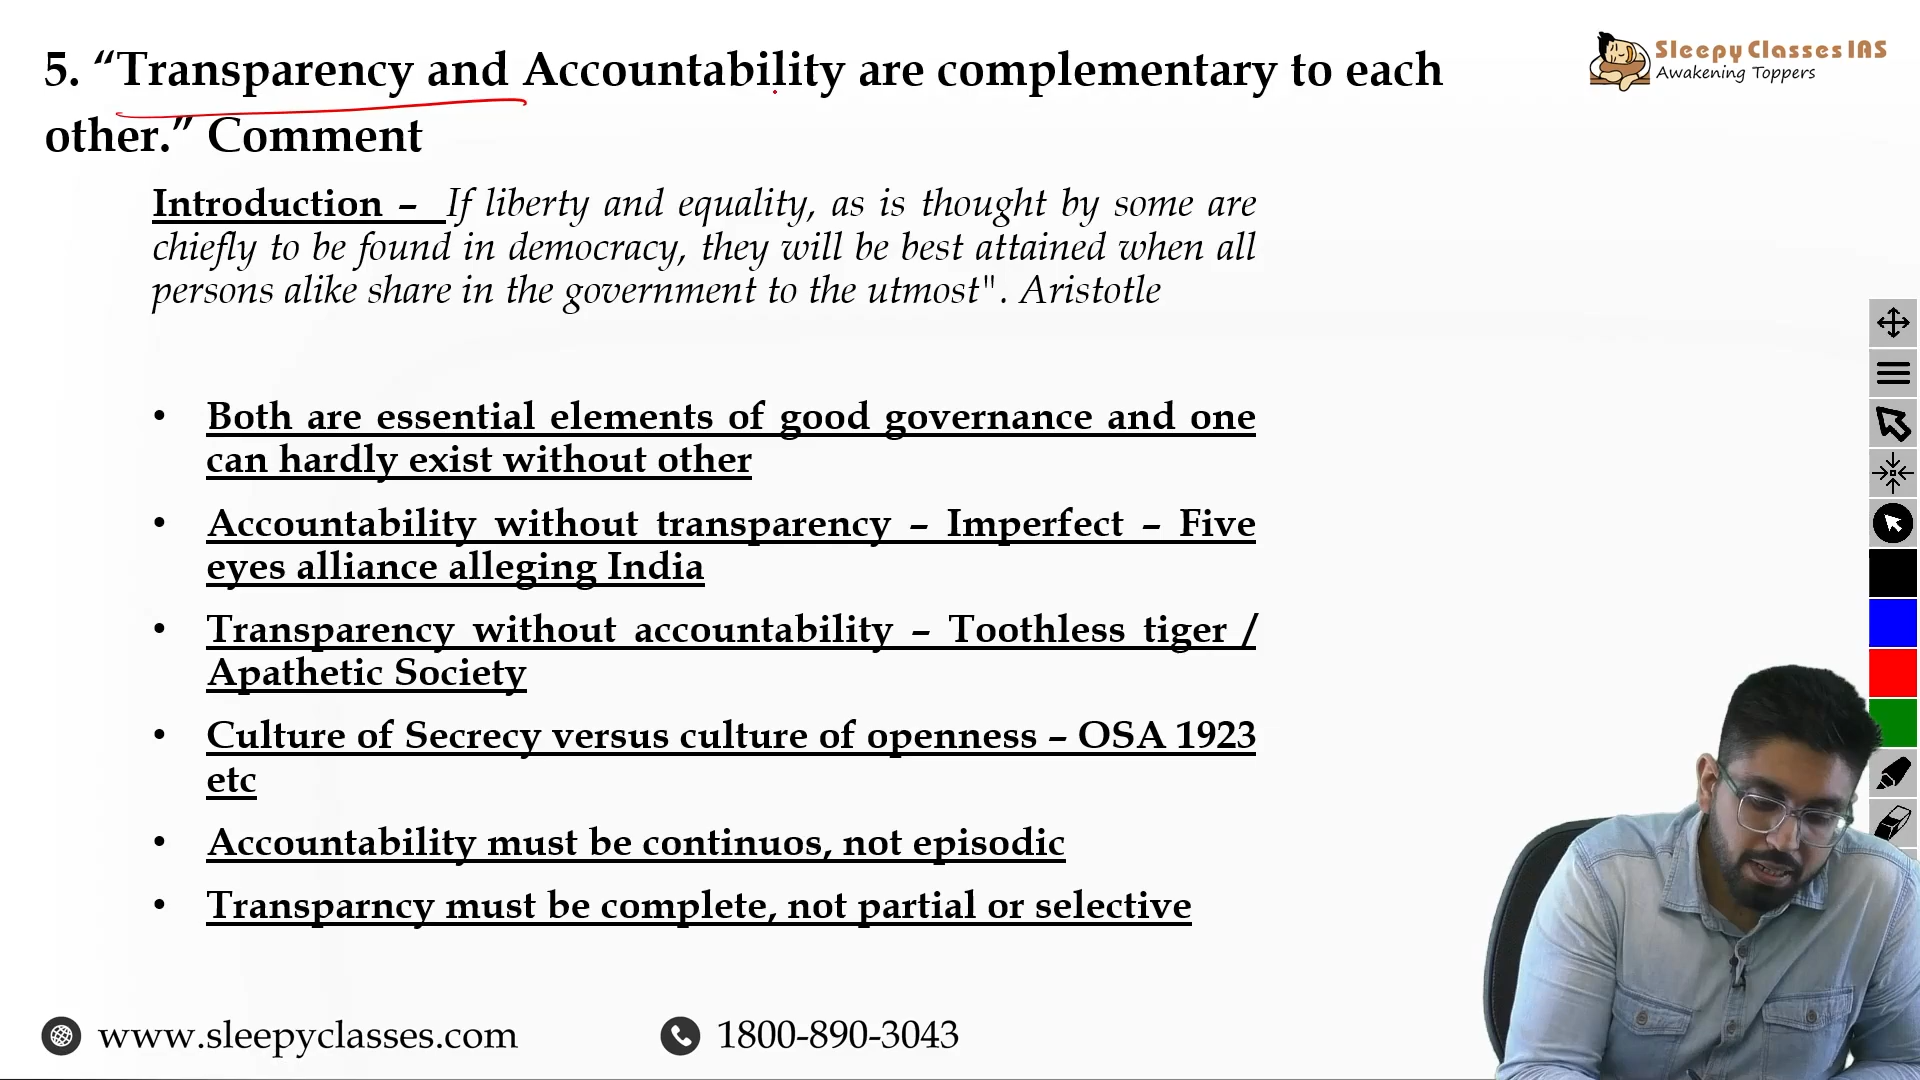 5. “Transparency and Accountability are complementary to each
other.” Comment
Sleepy Classes IAS
Awakening Toppers
Introduction – If liberty and equality, as is thought by some are
chiefly to be found in democracy, they will be best attained when all
persons alike share in the government to the utmost". Aristotle
• Both are essential elements of good governance and one
can hardly exist without other
• Accountability without transparency – Imperfect – Five
eyes alliance alleging India
• Transparency without accountability – Toothless tiger /
Apathetic Society
• Culture of Secrecy versus culture of openness – OSA 1923
etc
• Accountability must be continuos, not episodic
• Transparncy must be complete, not partial or selective
www.sleepyclasses.com
1800-890-3043